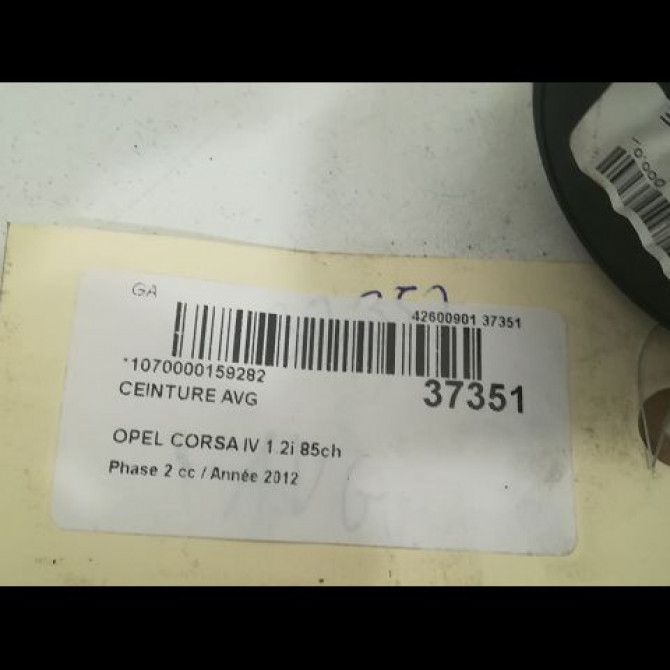 GA
42600901 37351
*1070000159282
37351
CEINTURE AVG
OPEL CORSA IV 1.2i 85ch
Phase 2 cc / Année 2012